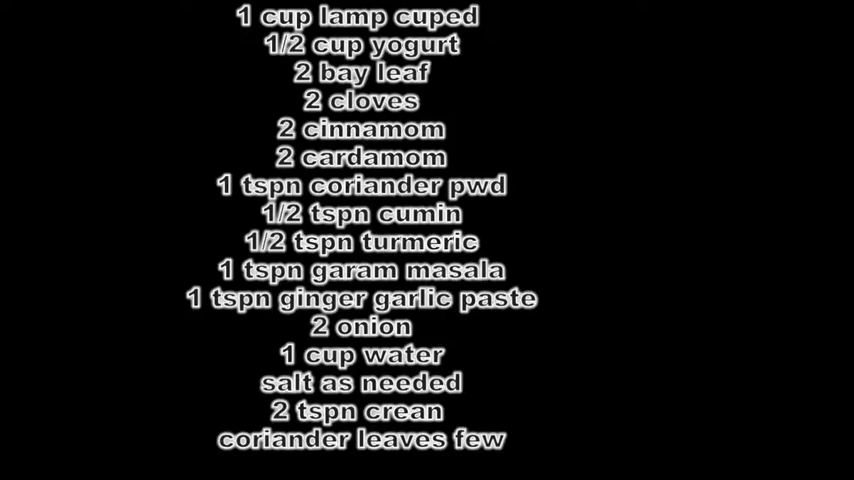 1 cup lamp cuped
1/2 cup yogurt
2 bay leaf
2 cloves
2 cinnamom
2 cardamom
1 tspn coriander pwd
1/2 tspn cumin
1/2 tspn turmeric
1 tspn garam masala
1 tspn ginger garlic paste
2 onion
1 cup water
salt as needed
2 tspn crean
coriander leaves few